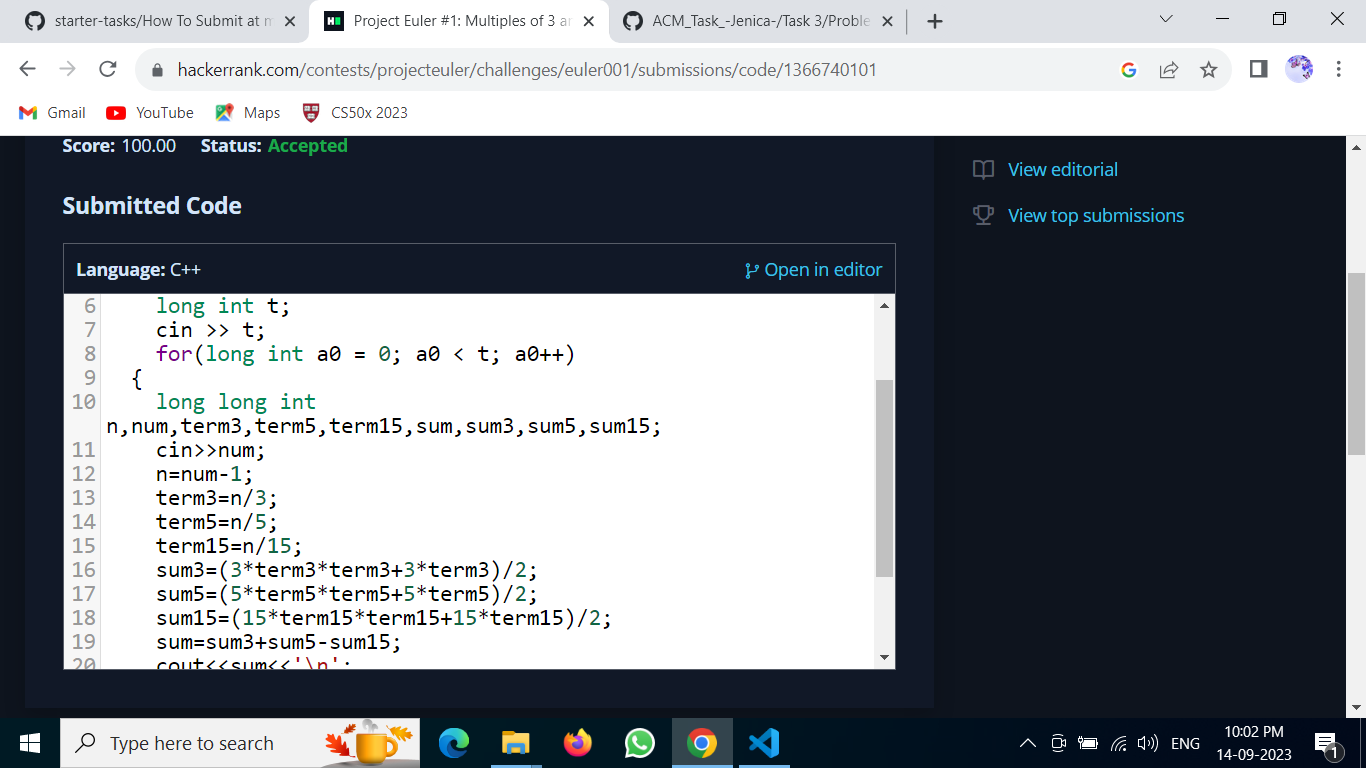 starter-tasks/How To Submit at m
Project Euler #1: Multiples of 3 an
ACM_Task_-Jenica-/Task 3/Proble
hackerrank.com/contests/projecteuler/challenges/euler001/submissions/code/1366740101
Gmail YouTube Maps CS50x 2023
Score: 100.00 Status: Accepted
View editorial
View top submissions
Submitted Code
Language: C++ Open in editor
6 long int t;
7 cin >> t;
8 for(long int a0 = 0; a0 < t; a0++)
9 {
10 long long int
n,num,term3,term5,term15,sum,sum3,sum5,sum15;
11 cin>>num;
12 n=num-1;
13 term3=n/3;
14 term5=n/5;
15 term15=n/15;
16 sum3=(3*term3*term3+3*term3)/2;
17 sum5=(5*term5*term5+5*term5)/2;
18 sum15=(15*term15*term15+15*term15)/2;
19 sum=sum3+sum5-sum15;
20 cout<<sum<<'\n';
Type here to search
ENG
10:02 PM
14-09-2023
1